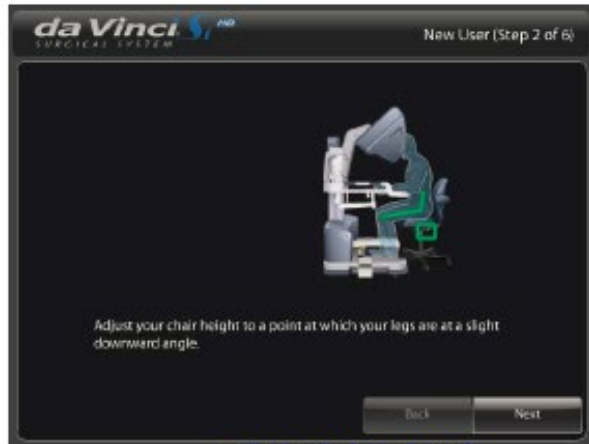 da Vinci Si HD
SURGICAL SYSTEM
New User (Step 2 of 6)
Adjust your chair height to a point at which your legs are at a slight
downward angle.
Back
Next